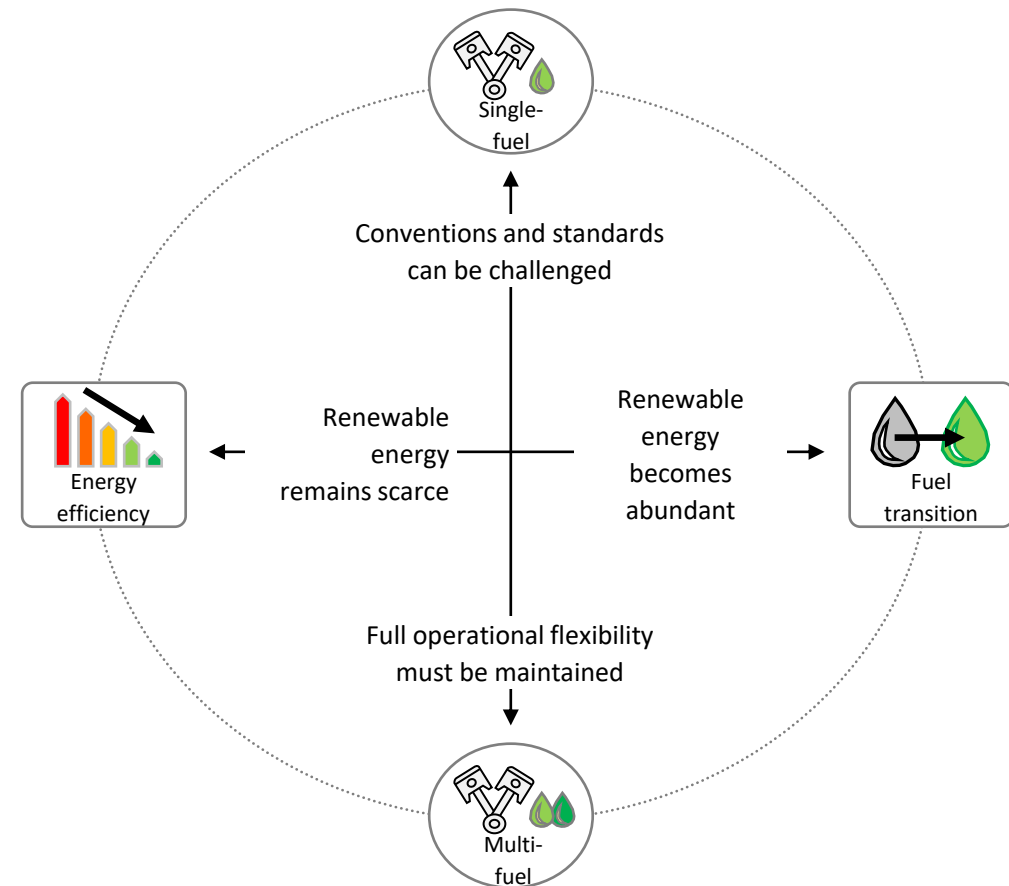 Single-
fuel
Conventions and standards
can be challenged
Energy
efficiency
Renewable
energy
remains scarce
Renewable
energy
becomes
abundant
Fuel
transition
Full operational flexibility
must be maintained
Multi-
fuel